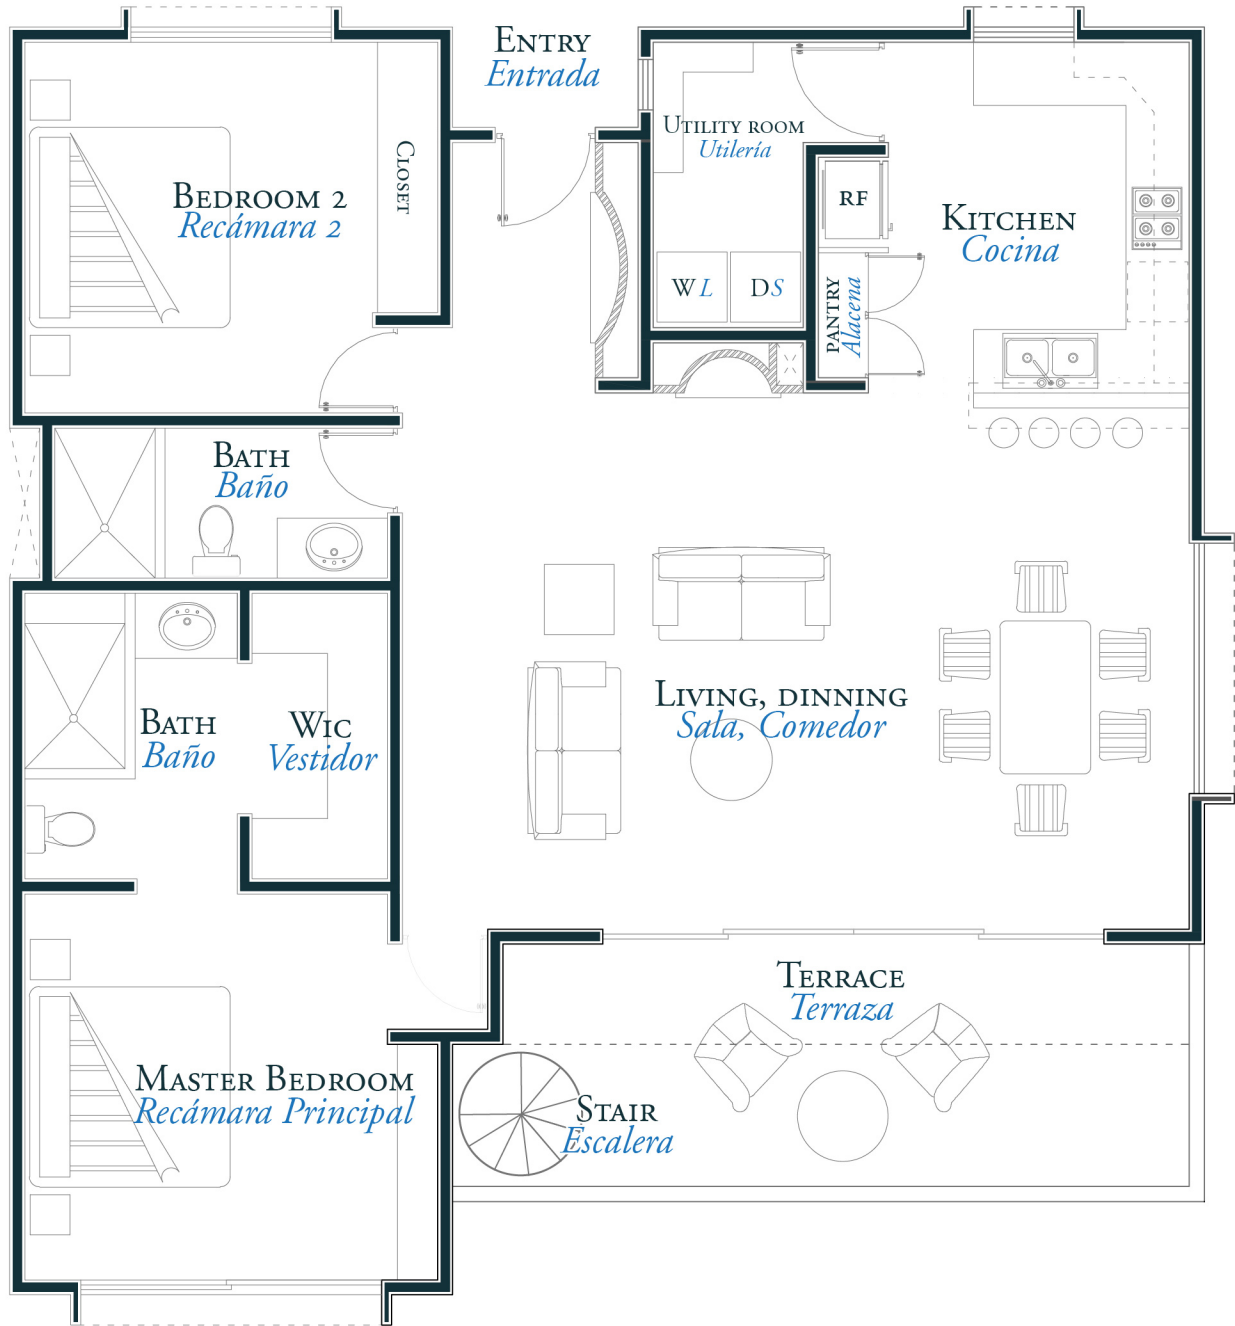 ENTRY
Entrada
UTILITY ROOM
Utilería
CLOSET
BEDROOM 2
Recámara 2
RF
KITCHEN
Cocina
W L
D S
PANTRY
Alacena
BATH
Baño
LIVING, DINNING
Sala, Comedor
BATH
Baño
WIC
Vestidor
TERRACE
Terraza
MASTER BEDROOM
Recámara Principal
STAIR
Escalera